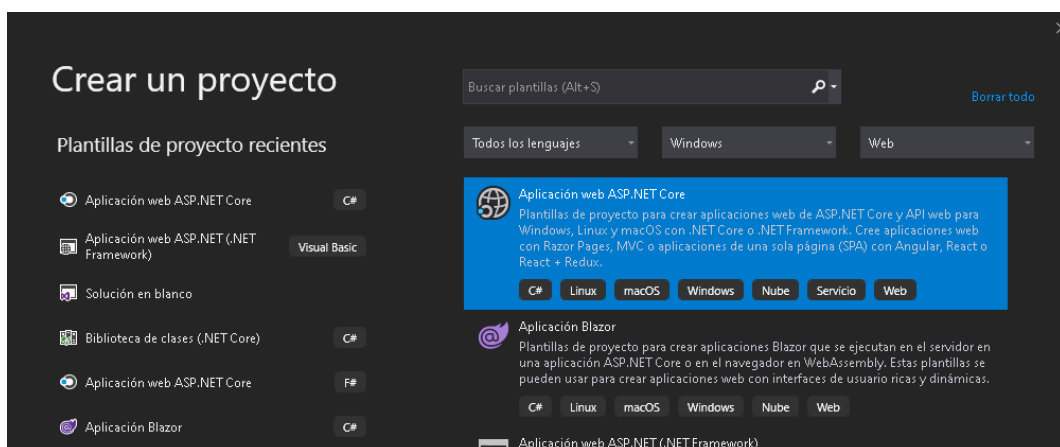 Crear un proyecto
Plantillas de proyecto recientes
Aplicación web ASP.NET Core C#
Aplicación web ASP.NET (.NET
Framework) Visual Basic
Solución en blanco
Biblioteca de clases (.NET Core) C#
Aplicación web ASP.NET Core F#
Aplicación Blazor C#
Buscar plantillas (Alt+S)
Borrar todo
Todos los lenguajes Windows Web
Aplicación web ASP.NET Core
Plantillas de proyecto para crear aplicaciones web de ASP.NET Core y API web para
Windows, Linux y macOS con .NET Core o .NET Framework. Cree aplicaciones web
con Razor Pages, MVC o aplicaciones de una sola página (SPA) con Angular, React o
React + Redux.
C# Linux macOS Windows Nube Servicio Web
Aplicación Blazor
Plantillas de proyecto para crear aplicaciones Blazor que se ejecutan en el servidor en
una aplicación ASP.NET Core o en el navegador en WebAssembly. Estas plantillas se
pueden usar para crear aplicaciones web con interfaces de usuario ricas y dinámicas.
C# Linux macOS Windows Nube Web
Aplicación web ASP.NET (.NET Framework)